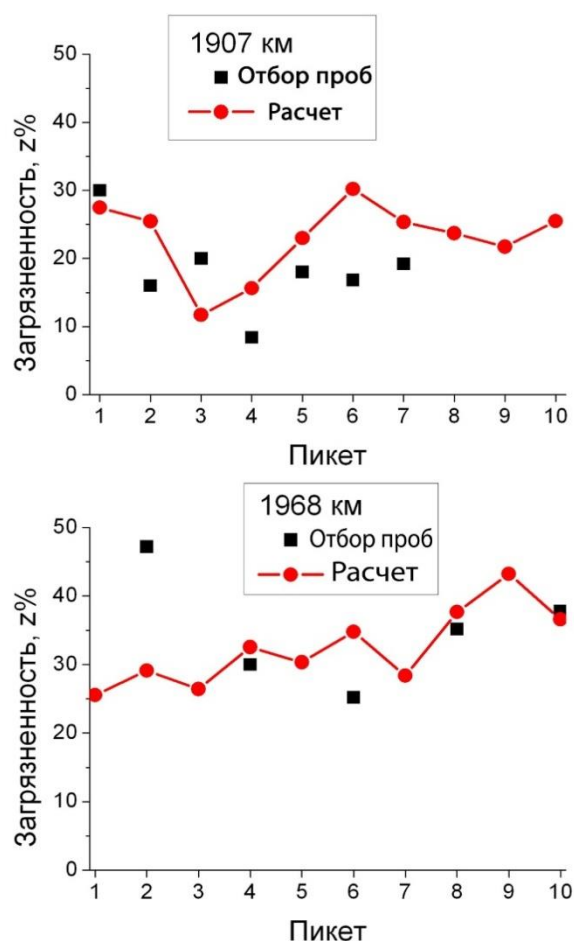 1907 км
Отбор проб
Расчет
Загрязненность, z%
50
40
30
20
10
0
1 2 3 4 5 6 7 8 9 10
Пикет
1968 км
Отбор проб
Расчет
Загрязненность, z%
50
40
30
20
10
0
1 2 3 4 5 6 7 8 9 10
Пикет